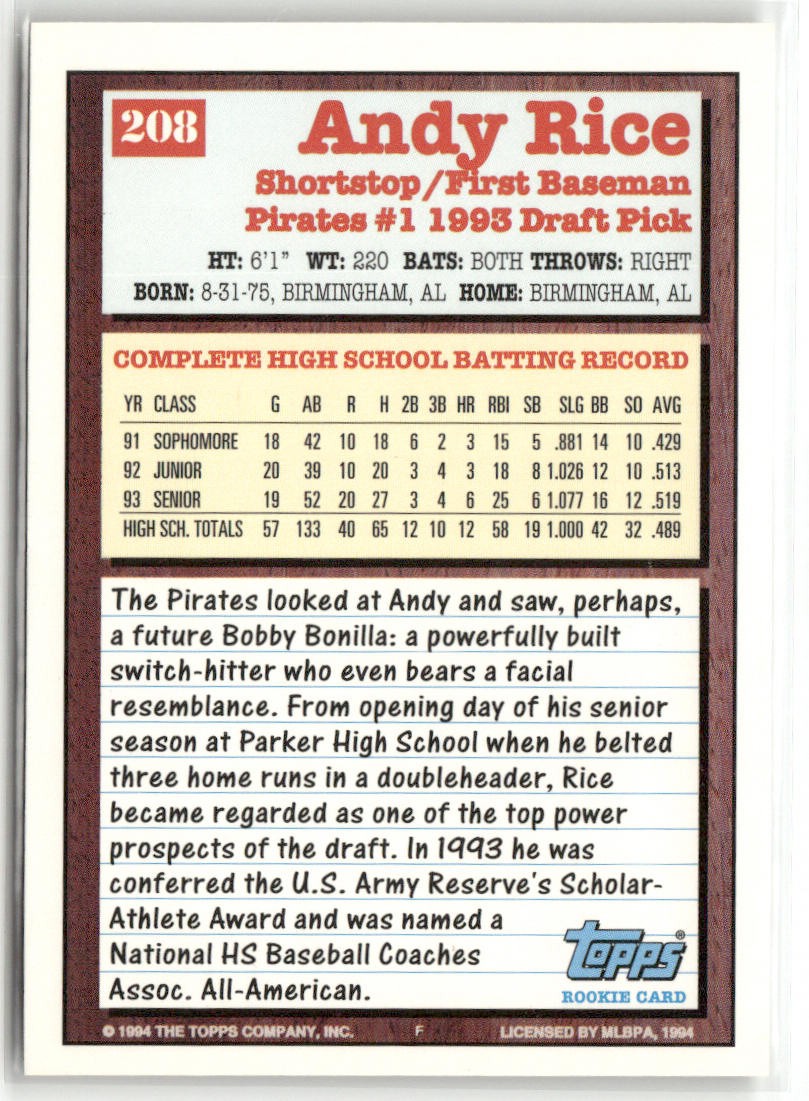 208
Andy Rice
Shortstop/First Baseman
Pirates #1 1993 Draft Pick
HT: 6'1" WT: 220 BATS: BOTH THROWS: RIGHT
BORN: 8-31-75, BIRMINGHAM, AL HOME: BIRMINGHAM, AL
COMPLETE HIGH SCHOOL BATTING RECORD
YR CLASS G AB R H 2B 3B HR RBI SB SLG BB SO AVG
91 SOPHOMORE 18 42 10 18 6 2 3 15 5 .881 14 10 .429
92 JUNIOR 20 39 10 20 3 4 3 18 8 1.026 12 10 .513
93 SENIOR 19 52 20 27 3 4 6 25 6 1.077 16 12 .519
HIGH SCH. TOTALS 57 133 40 65 12 10 12 58 19 1.000 42 32 .489
The Pirates looked at Andy and saw, perhaps,
a future Bobby Bonilla: a powerfully built
switch-hitter who even bears a facial
resemblance. From opening day of his senior
season at Parker High School when he belted
three home runs in a doubleheader, Rice
became regarded as one of the top power
prospects of the draft. In 1993 he was
conferred the U.S. Army Reserve's Scholar-
Athlete Award and was named a
National HS Baseball Coaches
Assoc. All-American.
Topps®
ROOKIE CARD
© 1994 THE TOPPS COMPANY, INC. F LICENSED BY MLBPA, 1994